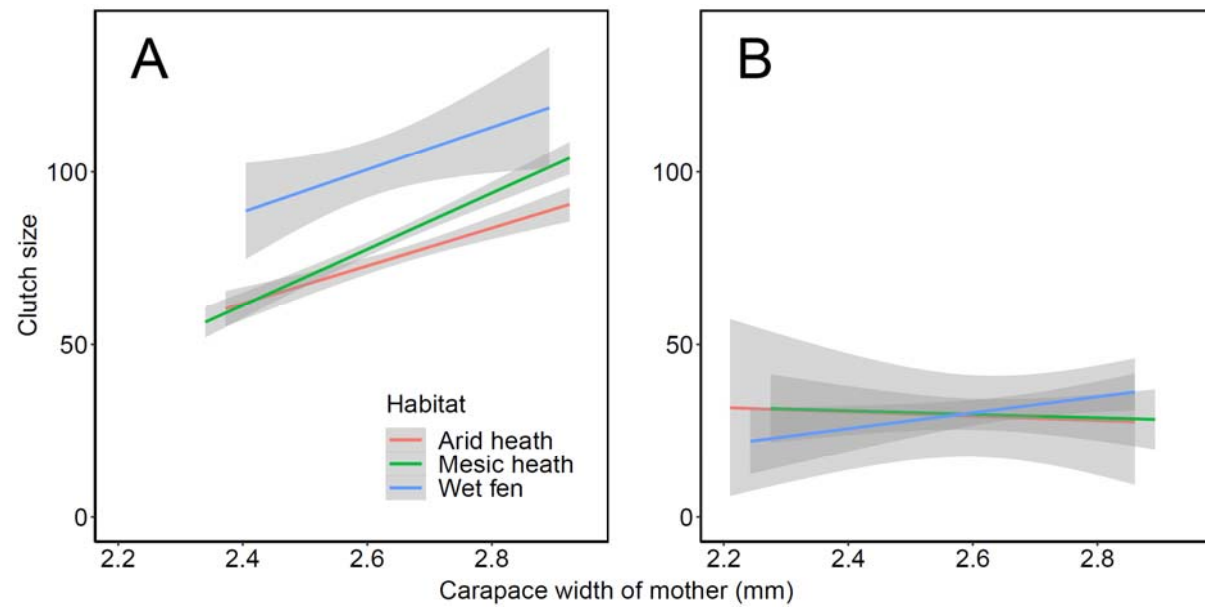 A
B
Clutch size
100
50
0
100
50
0
Habitat
Arid heath
Mesic heath
Wet fen
2.2 2.4 2.6 2.8
2.2 2.4 2.6 2.8
Carapace width of mother (mm)